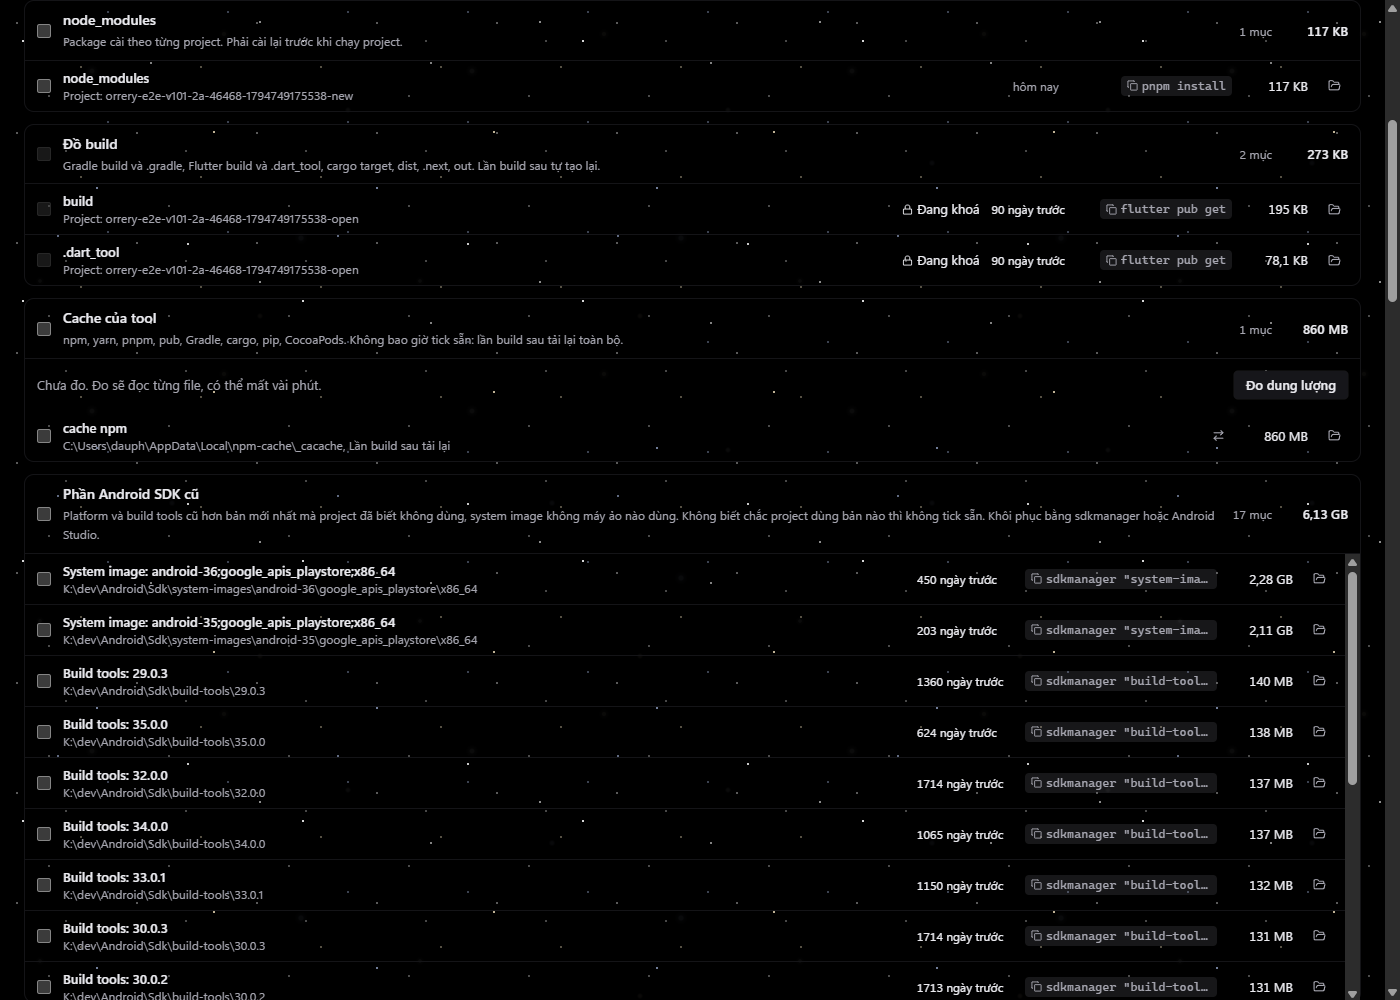 node_modules
Package cài theo từng project. Phải cài lại trước khi chạy project.
1 mục 117 KB
node_modules
Project: orrery-e2e-v101-2a-46468-1794749175538-new
hôm nay pnpm install 117 KB
Đồ build
Gradle build và .gradle, Flutter build và .dart_tool, cargo target, dist, .next, out. Lần build sau tự tạo lại.
2 mục 273 KB
build
Project: orrery-e2e-v101-2a-46468-1794749175538-open
Đang khoá 90 ngày trước flutter pub get 195 KB
.dart_tool
Project: orrery-e2e-v101-2a-46468-1794749175538-open
Đang khoá 90 ngày trước flutter pub get 78,1 KB
Cache của tool
npm, yarn, pnpm, pub, Gradle, cargo, pip, CocoaPods. Không bao giờ tick sẵn: lần build sau tải lại toàn bộ.
1 mục 860 MB
Chưa đo. Đo sẽ đọc từng file, có thể mất vài phút.
Đo dung lượng
cache npm
C:\Users\dauph\AppData\Local\npm-cache\_cacache, Lần build sau tải lại
860 MB
Phần Android SDK cũ
Platform và build tools cũ hơn bản mới nhất mà project đã biết không dùng, system image không máy ảo nào dùng. Không biết chắc project dùng bản nào thì không tick sẵn. Khôi phục bằng sdkmanager hoặc Android
Studio.
17 mục 6,13 GB
System image: android-36;google_apis_playstore;x86_64
K:\dev\Android\Sdk\system-images\android-36\google_apis_playstore\x86_64
450 ngày trước sdkmanager "system-ima… 2,28 GB
System image: android-35;google_apis_playstore;x86_64
K:\dev\Android\Sdk\system-images\android-35\google_apis_playstore\x86_64
203 ngày trước sdkmanager "system-ima… 2,11 GB
Build tools: 29.0.3
K:\dev\Android\Sdk\build-tools\29.0.3
1360 ngày trước sdkmanager "build-tool… 140 MB
Build tools: 35.0.0
K:\dev\Android\Sdk\build-tools\35.0.0
624 ngày trước sdkmanager "build-tool… 138 MB
Build tools: 32.0.0
K:\dev\Android\Sdk\build-tools\32.0.0
1714 ngày trước sdkmanager "build-tool… 137 MB
Build tools: 34.0.0
K:\dev\Android\Sdk\build-tools\34.0.0
1065 ngày trước sdkmanager "build-tool… 137 MB
Build tools: 33.0.1
K:\dev\Android\Sdk\build-tools\33.0.1
1150 ngày trước sdkmanager "build-tool… 132 MB
Build tools: 30.0.3
K:\dev\Android\Sdk\build-tools\30.0.3
1714 ngày trước sdkmanager "build-tool… 131 MB
Build tools: 30.0.2
K:\dev\Android\Sdk\build-tools\30.0.2
1713 ngày trước sdkmanager "build-tool… 131 MB